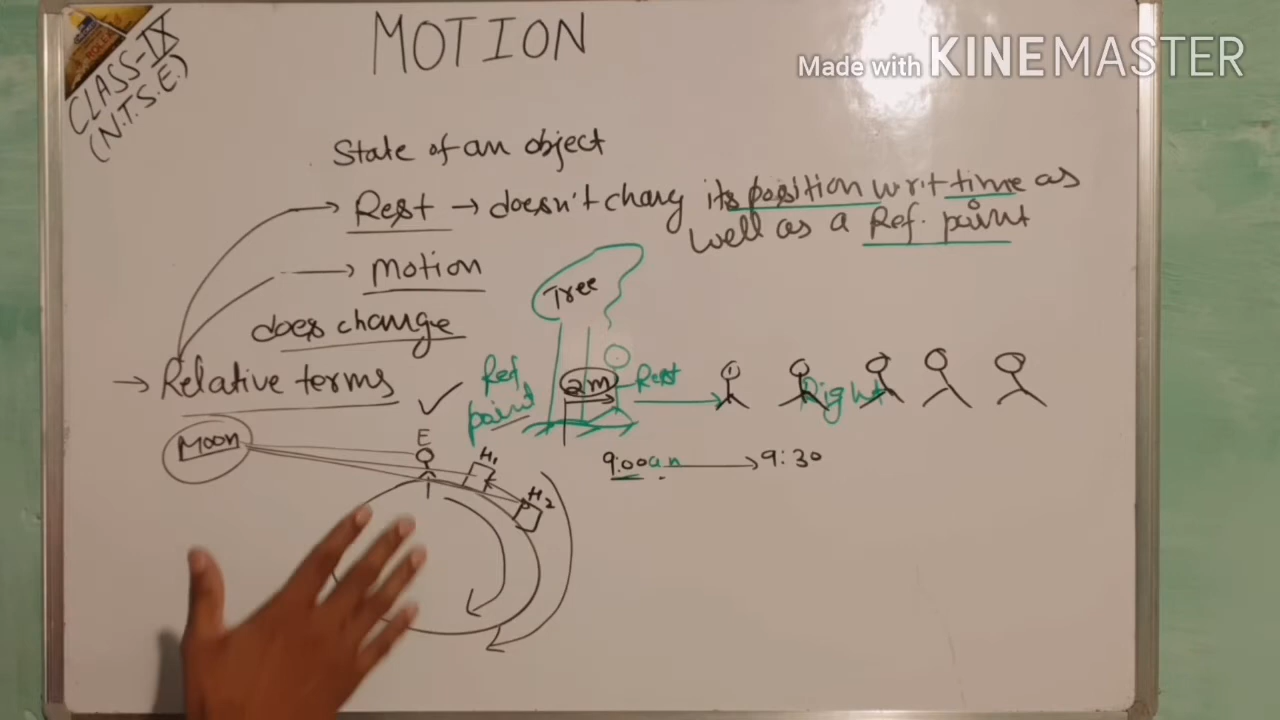 MOTION
Made with KINEMASTER
CLASS-IX
(N.T.S.E.)
State of an object
Rest → doesn't chang its position w.r.t time as
well as a Ref. point
→ Motion
does change
Tree
→ Relative terms
Ref
point
2m
Rest
Right
Moon
E
H1
H2
9:00 an → 9:30